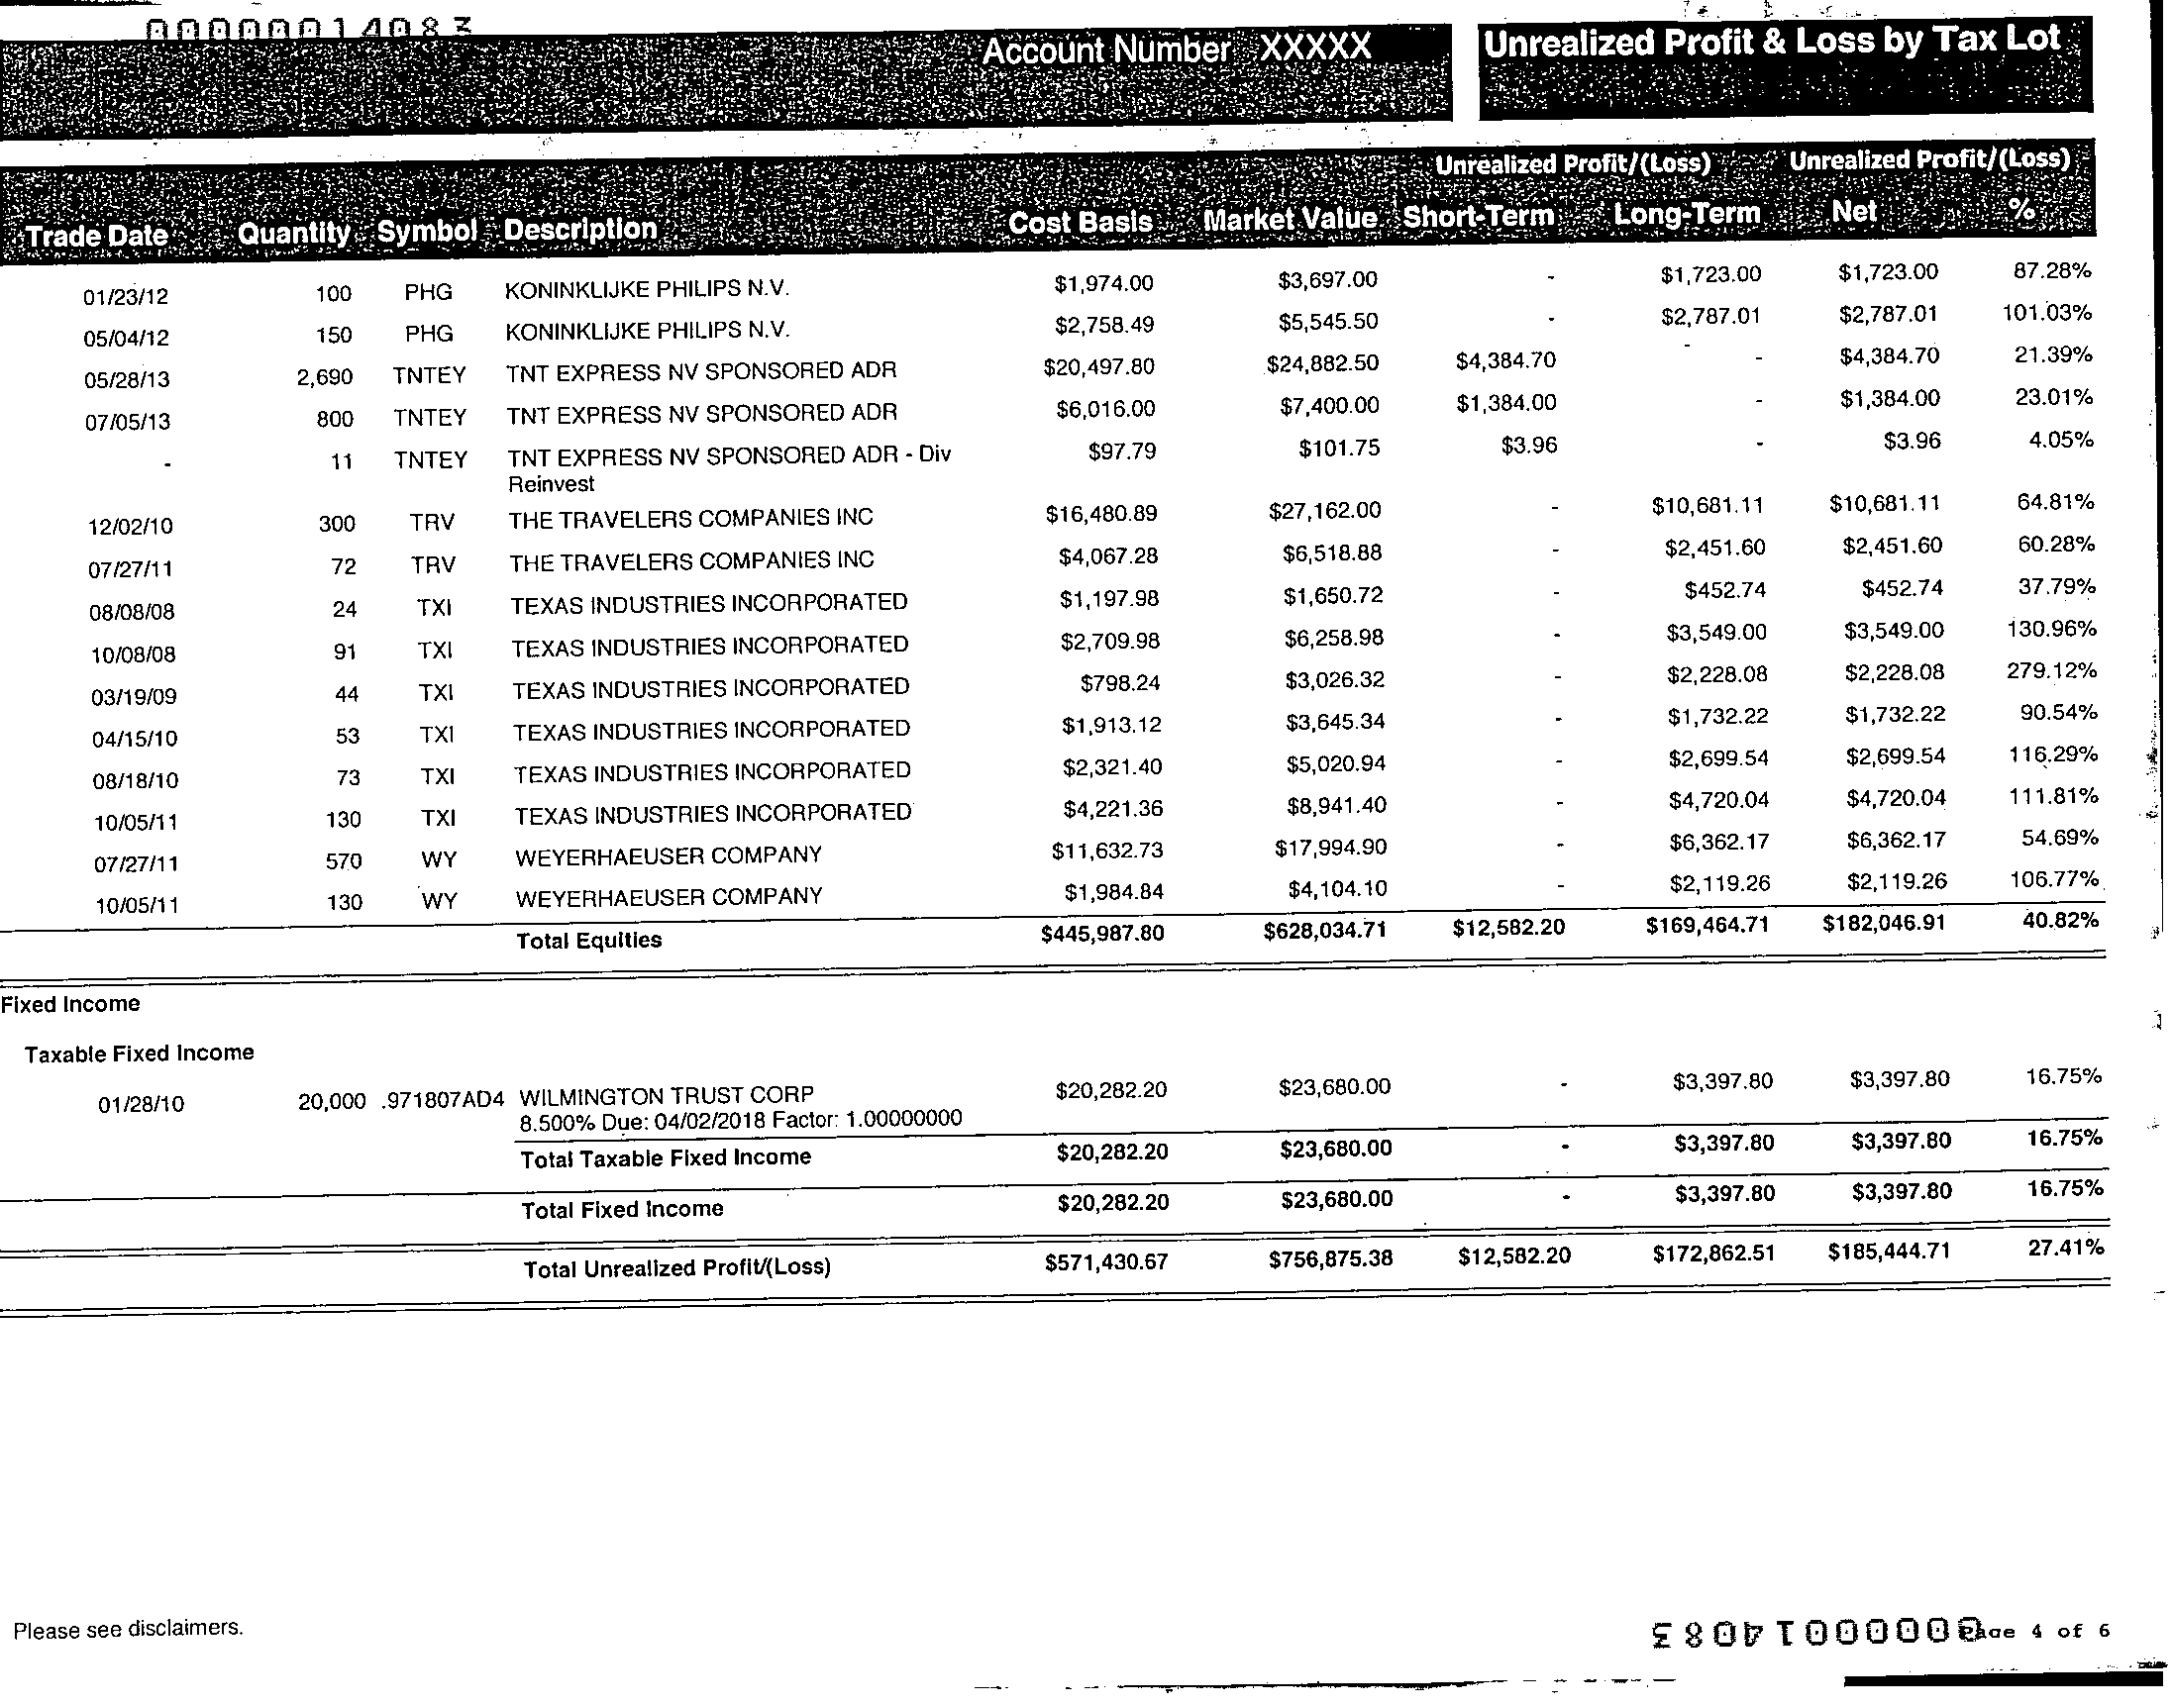 00000014083
Account Number XXXXX
Unrealized Profit & Loss by Tax Lot
Unrealized Profit/(Loss) Unrealized Profit/(Loss)
Trade Date Quantity Symbol Description Cost Basis Market Value Short-Term Long-Term Net %
01/23/12 100 PHG KONINKLIJKE PHILIPS N.V. $1,974.00 $3,697.00 - $1,723.00 $1,723.00 87.28%
05/04/12 150 PHG KONINKLIJKE PHILIPS N.V. $2,758.49 $5,545.50 - $2,787.01 $2,787.01 101.03%
05/28/13 2,690 TNTEY TNT EXPRESS NV SPONSORED ADR $20,497.80 $24,882.50 $4,384.70 - $4,384.70 21.39%
07/05/13 800 TNTEY TNT EXPRESS NV SPONSORED ADR $6,016.00 $7,400.00 $1,384.00 - $1,384.00 23.01%
- 11 TNTEY TNT EXPRESS NV SPONSORED ADR - Div $97.79 $101.75 $3.96 - $3.96 4.05%
Reinvest
12/02/10 300 TRV THE TRAVELERS COMPANIES INC $16,480.89 $27,162.00 - $10,681.11 $10,681.11 64.81%
07/27/11 72 TRV THE TRAVELERS COMPANIES INC $4,067.28 $6,518.88 - $2,451.60 $2,451.60 60.28%
08/08/08 24 TXI TEXAS INDUSTRIES INCORPORATED $1,197.98 $1,650.72 - $452.74 $452.74 37.79%
10/08/08 91 TXI TEXAS INDUSTRIES INCORPORATED $2,709.98 $6,258.98 - $3,549.00 $3,549.00 130.96%
03/19/09 44 TXI TEXAS INDUSTRIES INCORPORATED $798.24 $3,026.32 - $2,228.08 $2,228.08 279.12%
04/15/10 53 TXI TEXAS INDUSTRIES INCORPORATED $1,913.12 $3,645.34 - $1,732.22 $1,732.22 90.54%
08/18/10 73 TXI TEXAS INDUSTRIES INCORPORATED $2,321.40 $5,020.94 - $2,699.54 $2,699.54 116.29%
10/05/11 130 TXI TEXAS INDUSTRIES INCORPORATED $4,221.36 $8,941.40 - $4,720.04 $4,720.04 111.81%
07/27/11 570 WY WEYERHAEUSER COMPANY $11,632.73 $17,994.90 - $6,362.17 $6,362.17 54.69%
10/05/11 130 WY WEYERHAEUSER COMPANY $1,984.84 $4,104.10 - $2,119.26 $2,119.26 106.77%
Total Equities $445,987.80 $628,034.71 $12,582.20 $169,464.71 $182,046.91 40.82%
Fixed Income
Taxable Fixed Income
01/28/10 20,000 .971807AD4 WILMINGTON TRUST CORP $20,282.20 $23,680.00 - $3,397.80 $3,397.80 16.75%
8.500% Due: 04/02/2018 Factor: 1.00000000
Total Taxable Fixed Income $20,282.20 $23,680.00 - $3,397.80 $3,397.80 16.75%
Total Fixed Income $20,282.20 $23,680.00 - $3,397.80 $3,397.80 16.75%
Total Unrealized Profit/(Loss) $571,430.67 $756,875.38 $12,582.20 $172,862.51 $185,444.71 27.41%
Please see disclaimers.
00000014083 Page 4 of 6